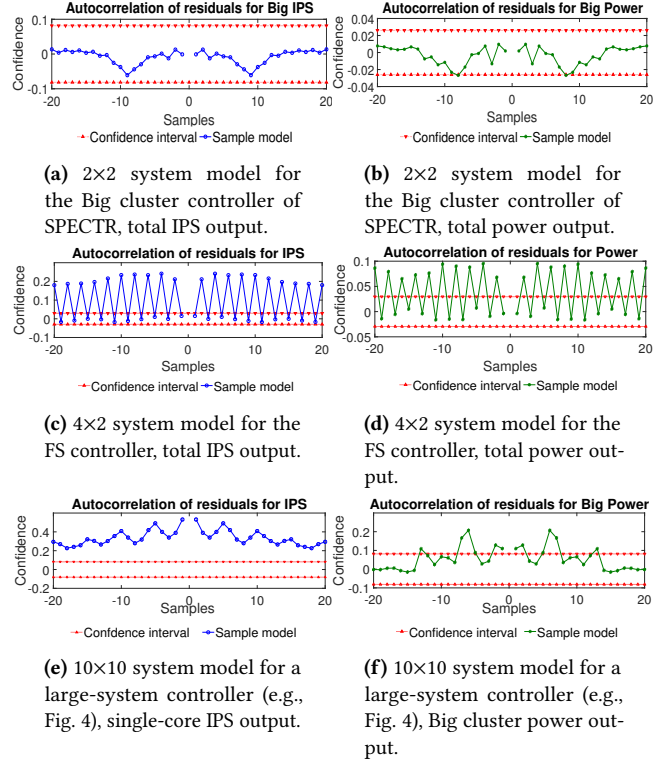 Autocorrelation of residuals for Big IPS
Confidence
0.1
0
-0.1
-20
-10
0
10
20
Samples
Confidence interval
Sample model
(a) 2×2 system model for
the Big cluster controller of
SPECTR, total IPS output.
Autocorrelation of residuals for Big Power
Confidence
0.04
0.02
0
-0.02
-0.04
-20
-10
0
10
20
Samples
Confidence interval
Sample model
(b) 2×2 system model for
the Big cluster controller of
SPECTR, total power output.
Autocorrelation of residuals for IPS
Confidence
0.2
0.1
0
-0.1
-20
-10
0
10
20
Samples
Confidence interval
Sample model
(c) 4×2 system model for the
FS controller, total IPS output.
Autocorrelation of residuals for Power
Confidence
0.1
0.05
0
-0.05
-20
-10
0
10
20
Samples
Confidence interval
Sample model
(d) 4×2 system model for the
FS controller, total power out-
put.
Autocorrelation of residuals for IPS
Confidence
0.4
0.2
0
-0.2
-20
0
20
Samples
Confidence interval
Sample model
(e) 10×10 system model for a
large-system controller (e.g.,
Fig. 4), single-core IPS output.
Autocorrelation of residuals for Big Power
Confidence
0.2
0.1
0
-20
-10
0
10
20
Samples
Confidence interval
Sample model
(f) 10×10 system model for a
large-system controller (e.g.,
Fig. 4), Big cluster power out-
put.